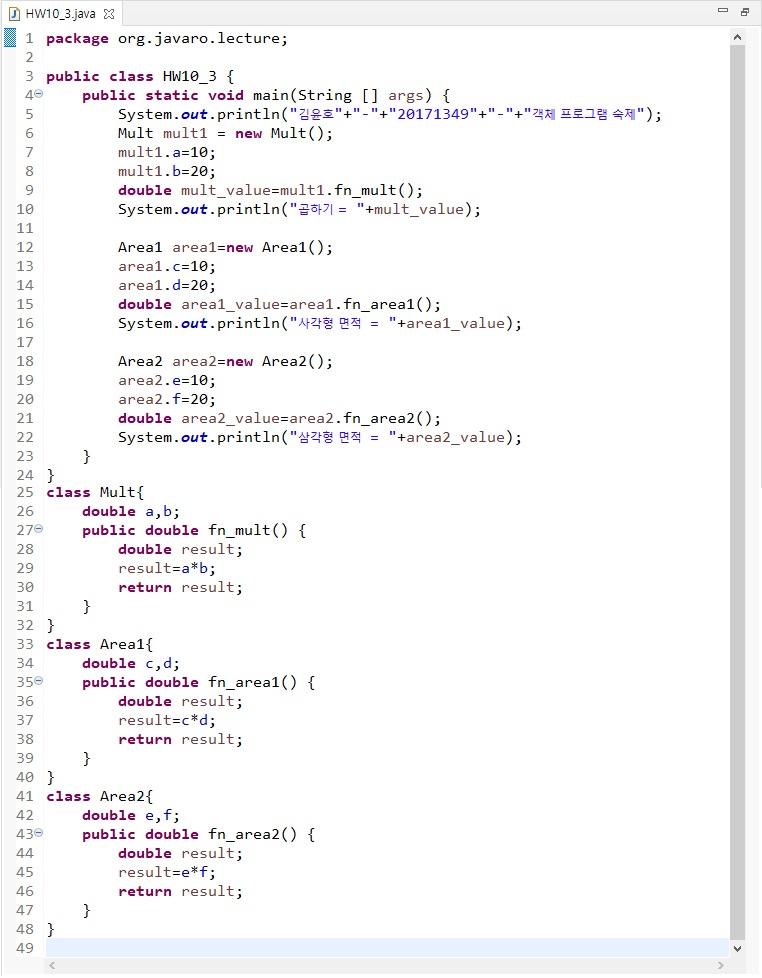 HW10_3.java
1 package org.javaro.lecture;
2
3 public class HW10_3 {
4 public static void main(String [] args) {
5 System.out.println("김윤호"+"-"+"20171349"+"-"+"객체 프로그램 숙제");
6 Mult mult1 = new Mult();
7 mult1.a=10;
8 mult1.b=20;
9 double mult_value=mult1.fn_mult();
10 System.out.println("곱하기 = "+mult_value);
11
12 Area1 area1=new Area1();
13 area1.c=10;
14 area1.d=20;
15 double area1_value=area1.fn_area1();
16 System.out.println("사각형 면적 = "+area1_value);
17
18 Area2 area2=new Area2();
19 area2.e=10;
20 area2.f=20;
21 double area2_value=area2.fn_area2();
22 System.out.println("삼각형 면적 = "+area2_value);
23 }
24 }
25 class Mult{
26 double a,b;
27 public double fn_mult() {
28 double result;
29 result=a*b;
30 return result;
31 }
32 }
33 class Area1{
34 double c,d;
35 public double fn_area1() {
36 double result;
37 result=c*d;
38 return result;
39 }
40 }
41 class Area2{
42 double e,f;
43 public double fn_area2() {
44 double result;
45 result=e*f;
46 return result;
47 }
48 }
49